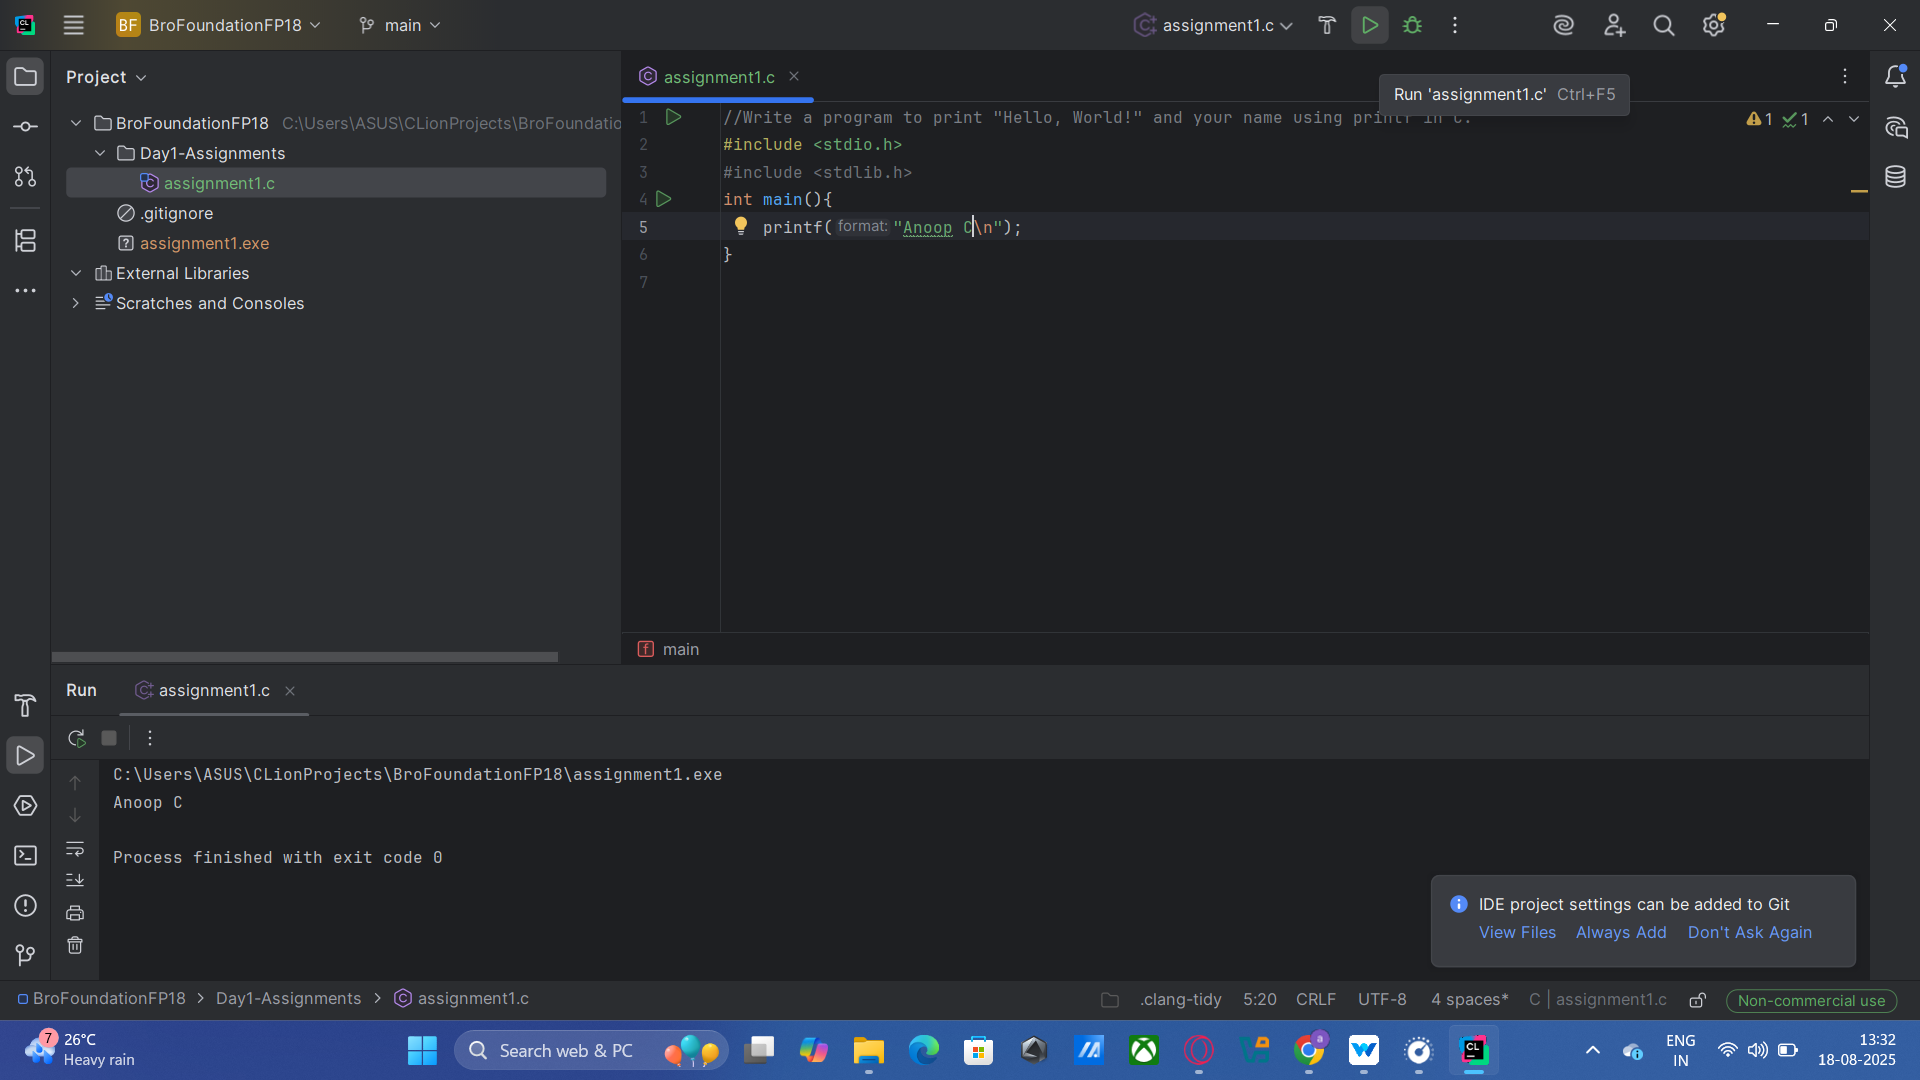 BF BroFoundationFP18 main assignment1.c
Project
assignment1.c
Run 'assignment1.c' Ctrl+F5
BroFoundationFP18 C:\Users\ASUS\CLionProjects\BroFoundatio
Day1-Assignments
assignment1.c
.gitignore
assignment1.exe
External Libraries
Scratches and Consoles
1 //Write a program to print "Hello, World!" and your name using printf in C.
1 1
2 #include <stdio.h>
3 #include <stdlib.h>
4 int main(){
5 printf( format: "Anoop C\n");
6 }
7
main
Run assignment1.c
C:\Users\ASUS\CLionProjects\BroFoundationFP18\assignment1.exe
Anoop C
Process finished with exit code 0
IDE project settings can be added to Git
View Files Always Add Don't Ask Again
BroFoundationFP18 > Day1-Assignments > assignment1.c
.clang-tidy 5:20 CRLF UTF-8 4 spaces* C | assignment1.c Non-commercial use
7 26°C
Heavy rain
Search web & PC
CL
ENG
IN
13:32
18-08-2025